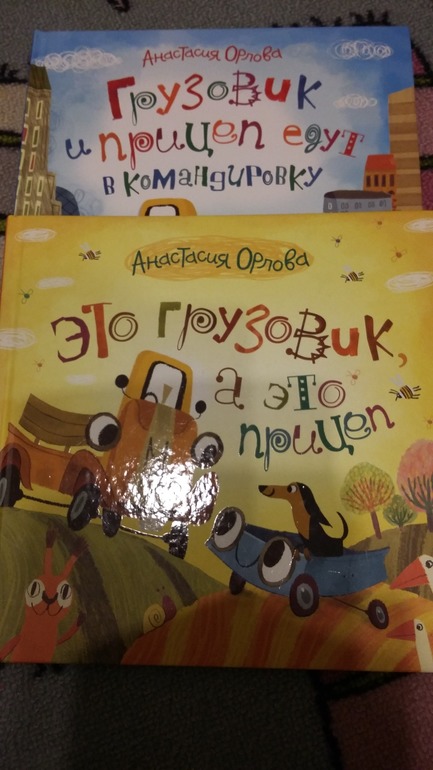 Анастасия Орлова
Грузовик
и прицеп едут
в командировку
Анастасия Орлова
Это грузовик,
а это
прицеп